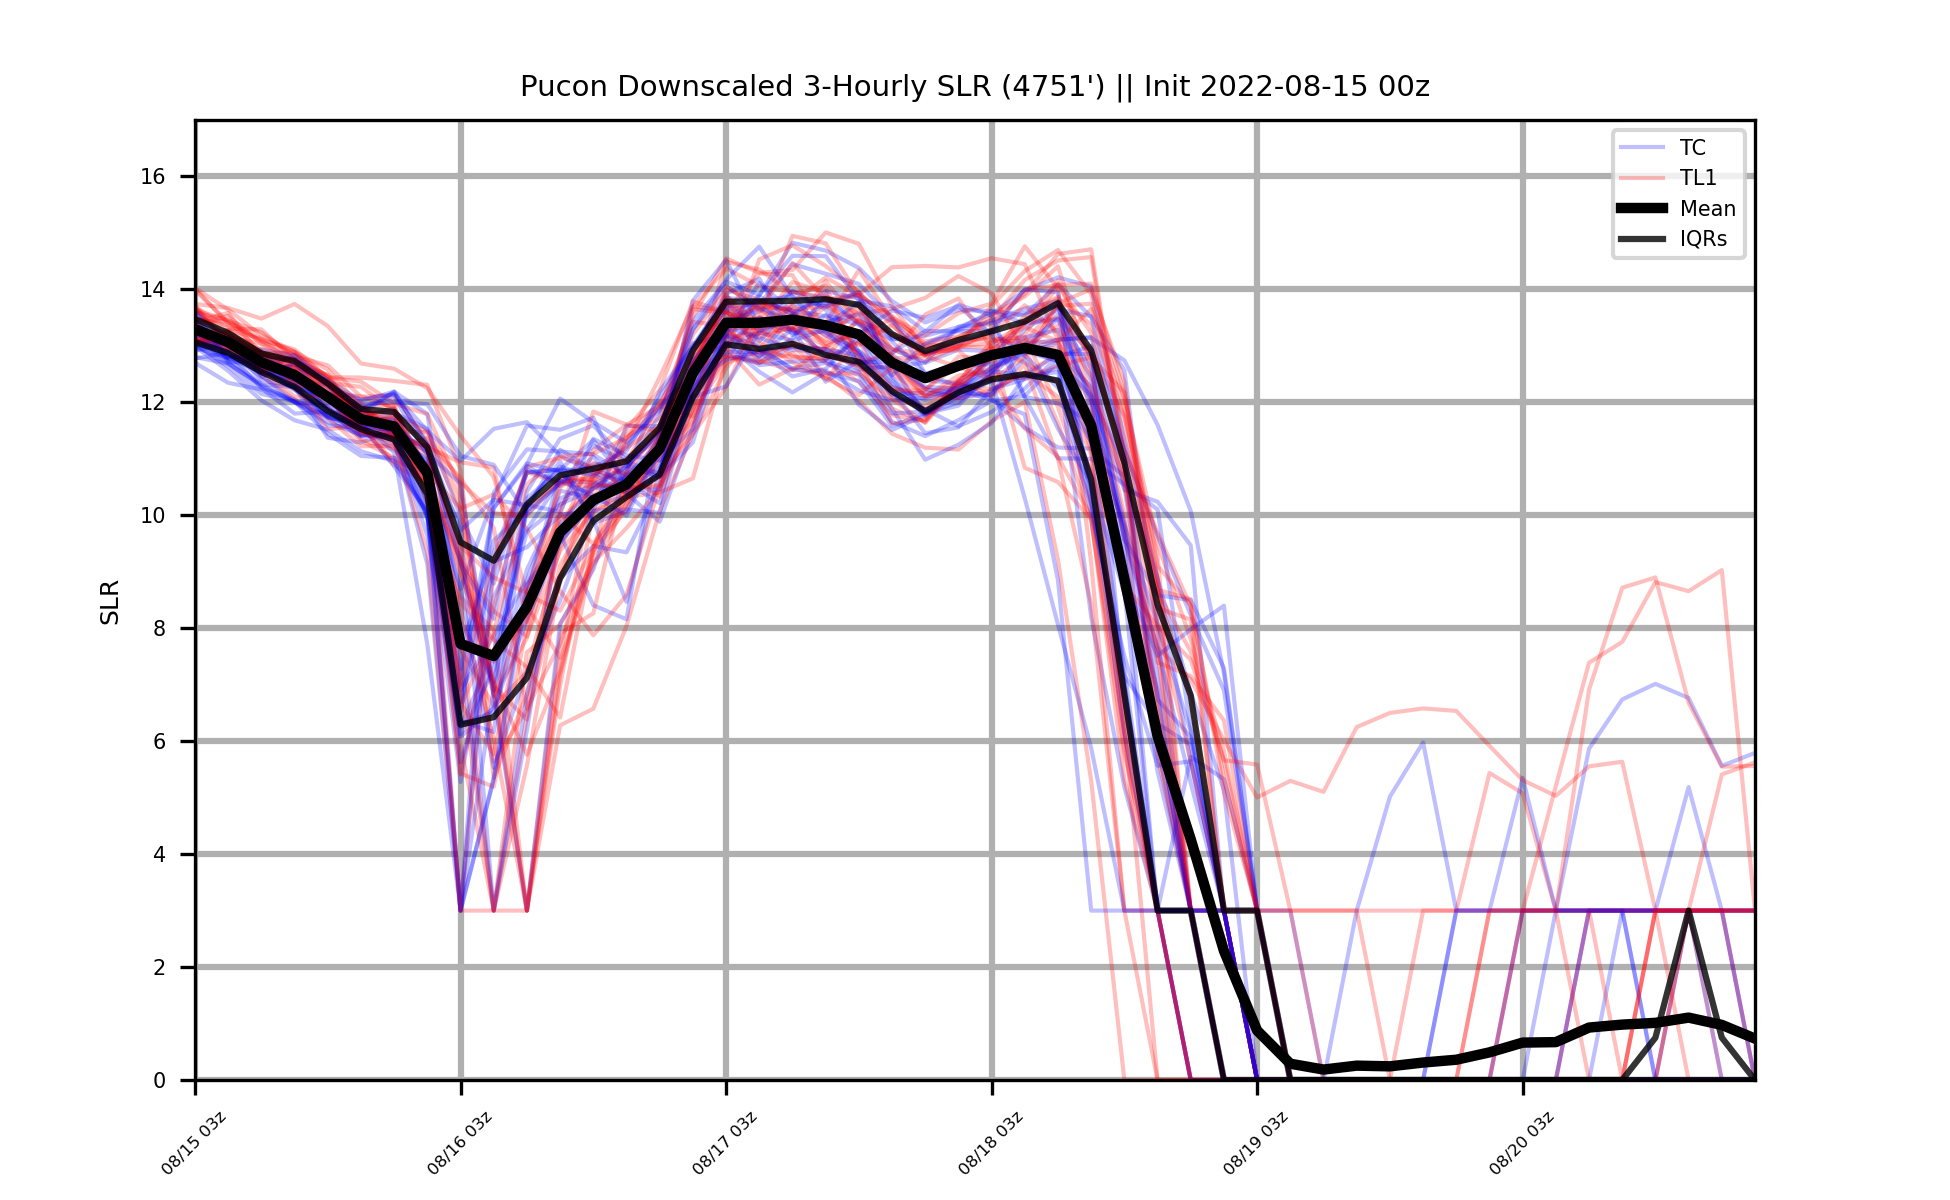 Pucon Downscaled 3-Hourly SLR (4751') || Init 2022-08-15 00z
TC
TL1
Mean
IQRs
SLR
16
14
12
10
8
6
4
2
0
08/15 03z
08/16 03z
08/17 03z
08/18 03z
08/19 03z
08/20 03z